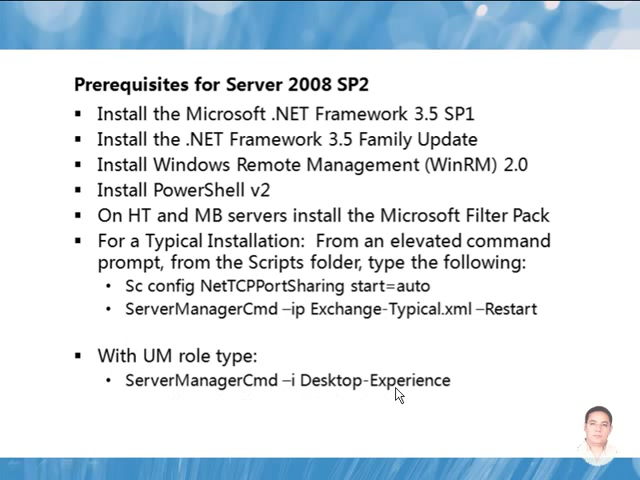 Prerequisites for Server 2008 SP2
▪ Install the Microsoft .NET Framework 3.5 SP1
▪ Install the .NET Framework 3.5 Family Update
▪ Install Windows Remote Management (WinRM) 2.0
▪ Install PowerShell v2
▪ On HT and MB servers install the Microsoft Filter Pack
▪ For a Typical Installation: From an elevated command
prompt, from the Scripts folder, type the following:
• Sc config NetTCPPortSharing start=auto
• ServerManagerCmd –ip Exchange-Typical.xml –Restart
▪ With UM role type:
• ServerManagerCmd –i Desktop-Experience